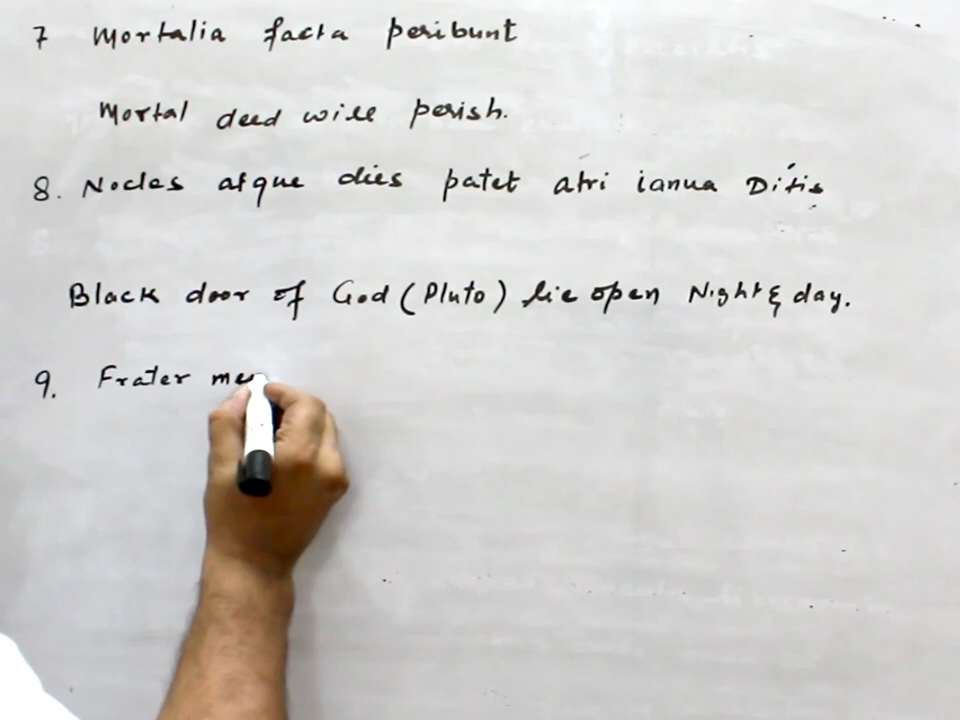 7 Mortalia facta peribunt
Mortal deed will perish.
8. Noctes atque dies patet atri ianua Ditis
Black door of God (Pluto) lie open Night & day.
9. Frater me